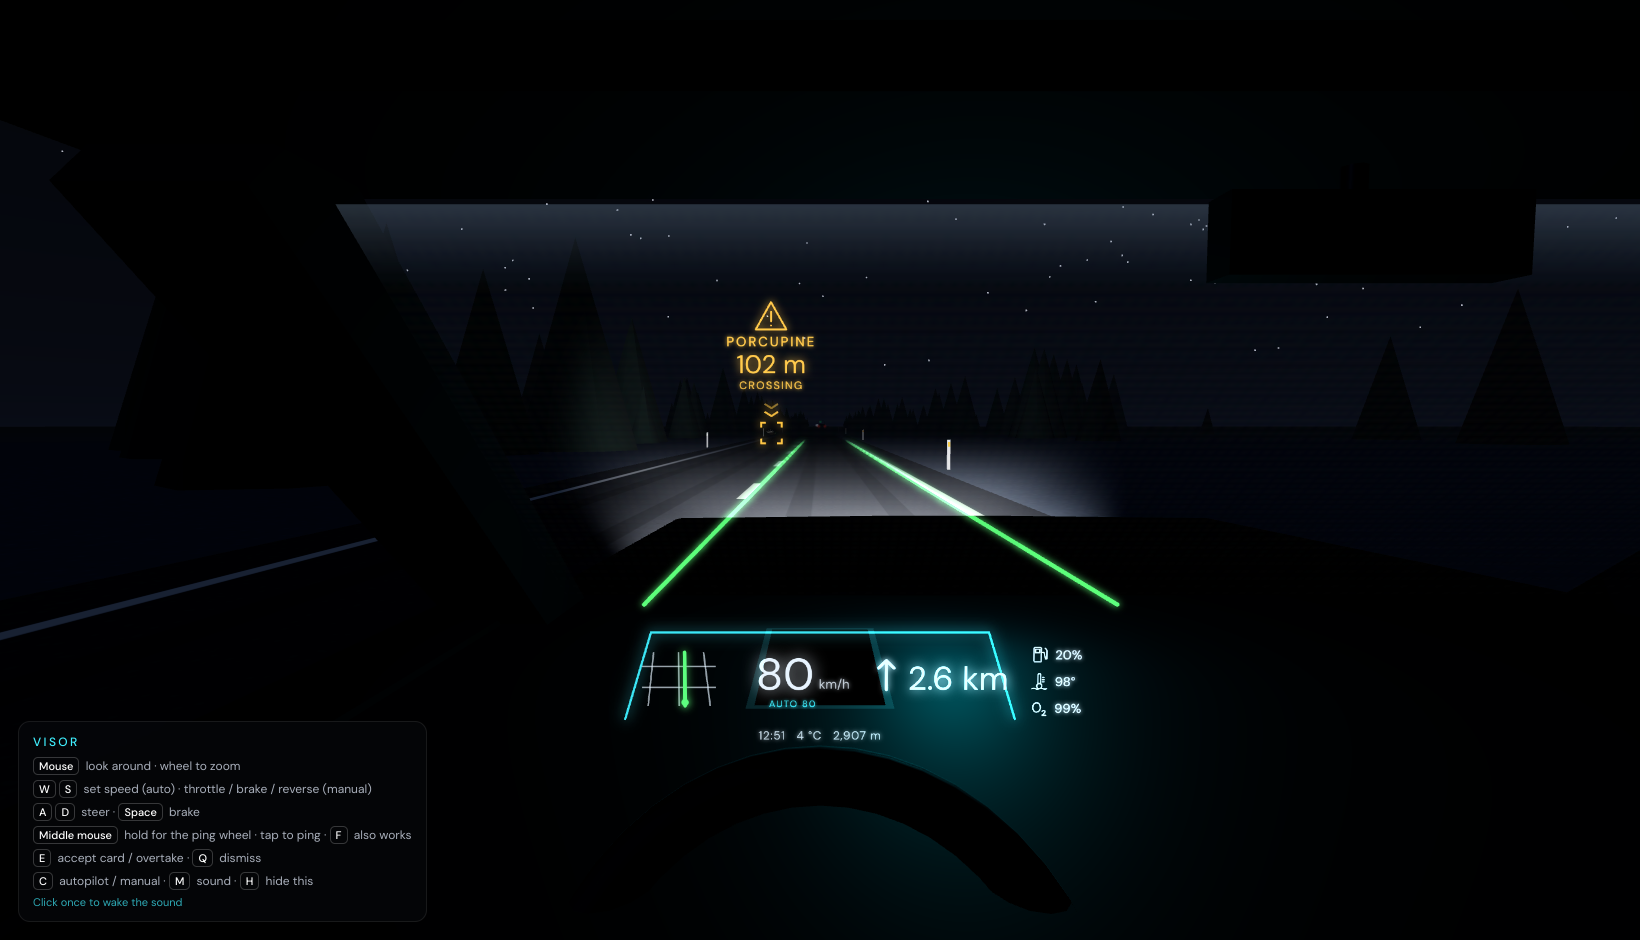 PORCUPINE
102 m
CROSSING
80 km/h
AUTO 80
2.6 km
20%
98°
O₂ 99%
12:51 4 °C 2,907 m
VISOR
Mouse look around · wheel to zoom
W S set speed (auto) · throttle / brake / reverse (manual)
A D steer · Space brake
Middle mouse hold for the ping wheel · tap to ping · F also works
E accept card / overtake · Q dismiss
C autopilot / manual · M sound · H hide this
Click once to wake the sound